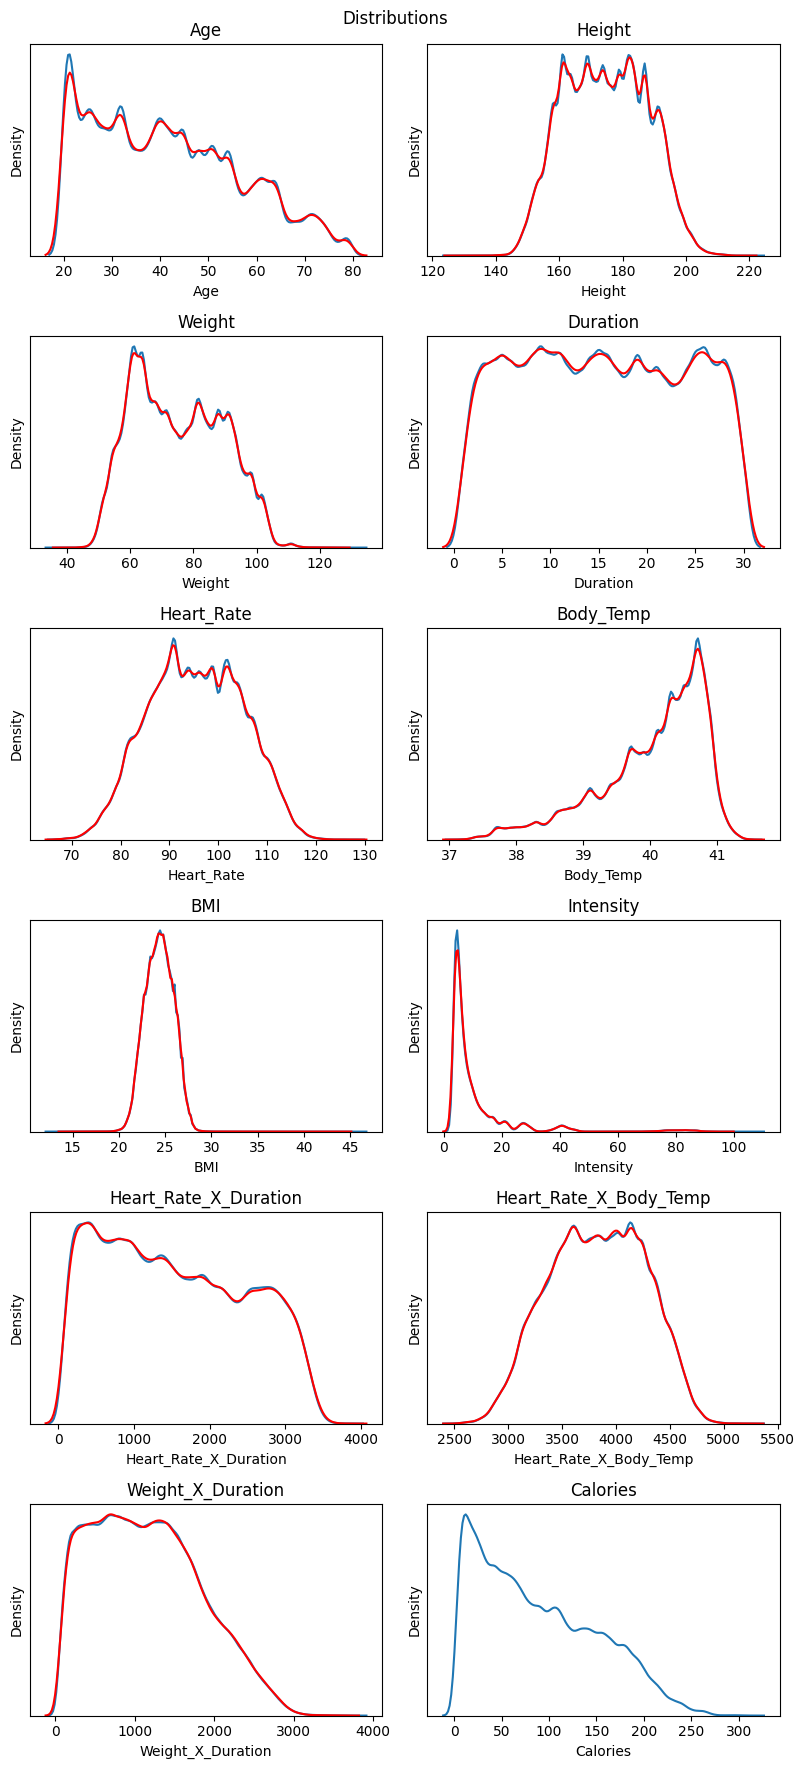 Distributions
Age Height
Density Density
20 30 40 50 60 70 80 120 140 160 180 200 220
Age Height
Weight Duration
Density Density
40 60 80 100 120 0 5 10 15 20 25 30
Weight Duration
Heart_Rate Body_Temp
Density Density
70 80 90 100 110 120 130 37 38 39 40 41
Heart_Rate Body_Temp
BMI Intensity
Density Density
15 20 25 30 35 40 45 0 20 40 60 80 100
BMI Intensity
Heart_Rate_X_Duration Heart_Rate_X_Body_Temp
Density Density
0 1000 2000 3000 4000 2500 3000 3500 4000 4500 5000 5500
Heart_Rate_X_Duration Heart_Rate_X_Body_Temp
Weight_X_Duration Calories
Density Density
0 1000 2000 3000 4000 0 50 100 150 200 250 300
Weight_X_Duration Calories